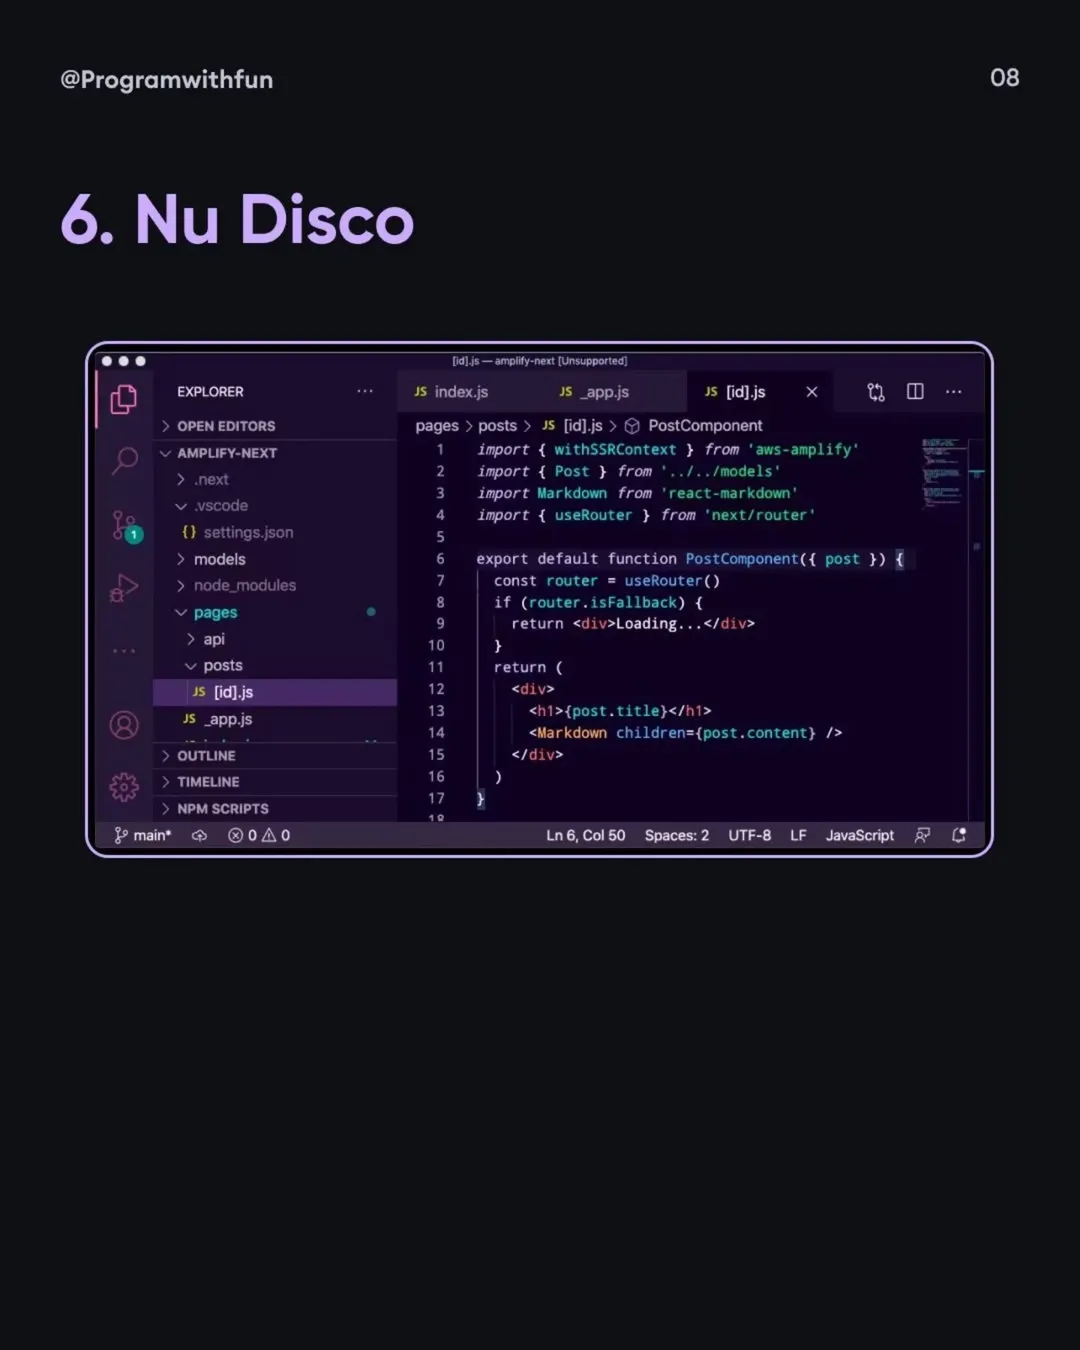 @Programwithfun
08
6. Nu Disco
[id].js — amplify-next [Unsupported]
EXPLORER
OPEN EDITORS
AMPLIFY-NEXT
.next
.vscode
{} settings.json
models
node_modules
pages
api
posts
JS [id].js
JS _app.js
OUTLINE
TIMELINE
NPM SCRIPTS
1
JS index.js
JS _app.js
JS [id].js
pages > posts > JS [id].js > PostComponent
1 import { withSSRContext } from 'aws-amplify'
2 import { Post } from '../../models'
3 import Markdown from 'react-markdown'
4 import { useRouter } from 'next/router'
5
6 export default function PostComponent({ post }) {
7 const router = useRouter()
8 if (router.isFallback) {
9 return <div>Loading...</div>
10 }
11 return (
12 <div>
13 <h1>{post.title}</h1>
14 <Markdown children={post.content} />
15 </div>
16 )
17 }
18
main* 0 0 Ln 6, Col 50 Spaces: 2 UTF-8 LF JavaScript